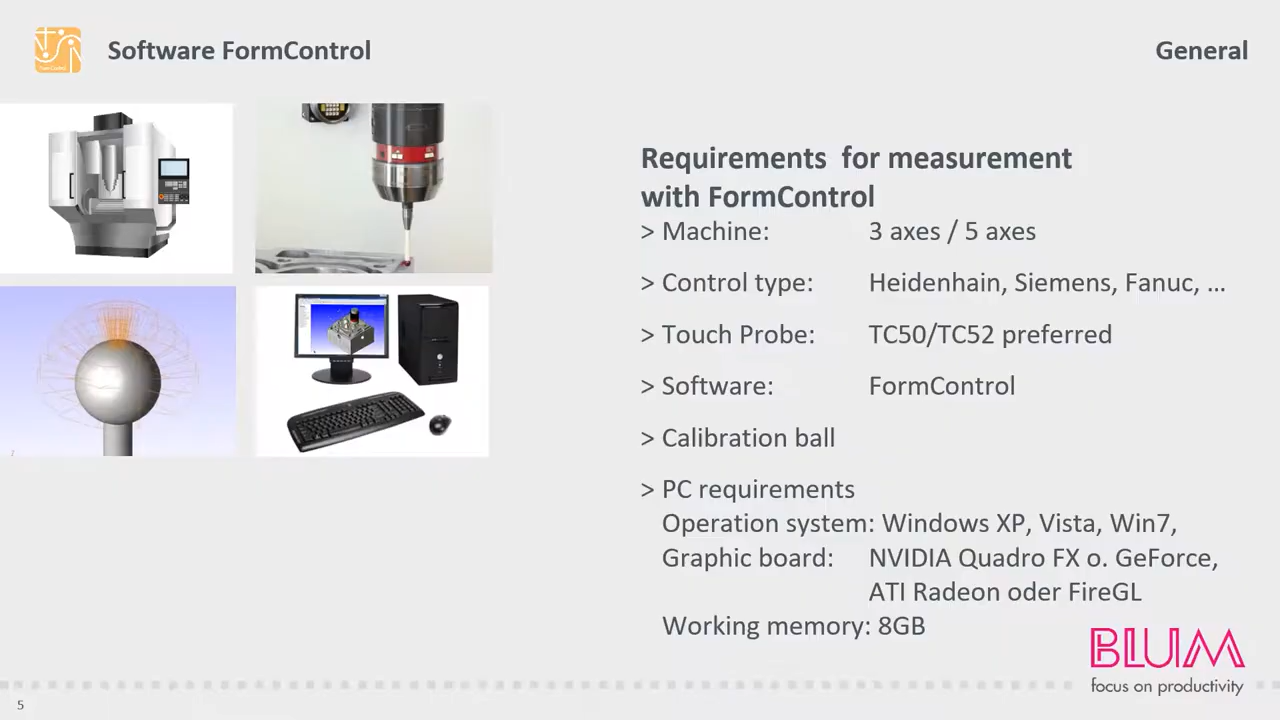 Software FormControl
General
Requirements for measurement
with FormControl
> Machine: 3 axes / 5 axes
> Control type: Heidenhain, Siemens, Fanuc, ...
> Touch Probe: TC50/TC52 preferred
> Software: FormControl
> Calibration ball
> PC requirements
Operation system: Windows XP, Vista, Win7,
Graphic board: NVIDIA Quadro FX o. GeForce,
ATI Radeon oder FireGL
Working memory: 8GB
BLUM
focus on productivity
5